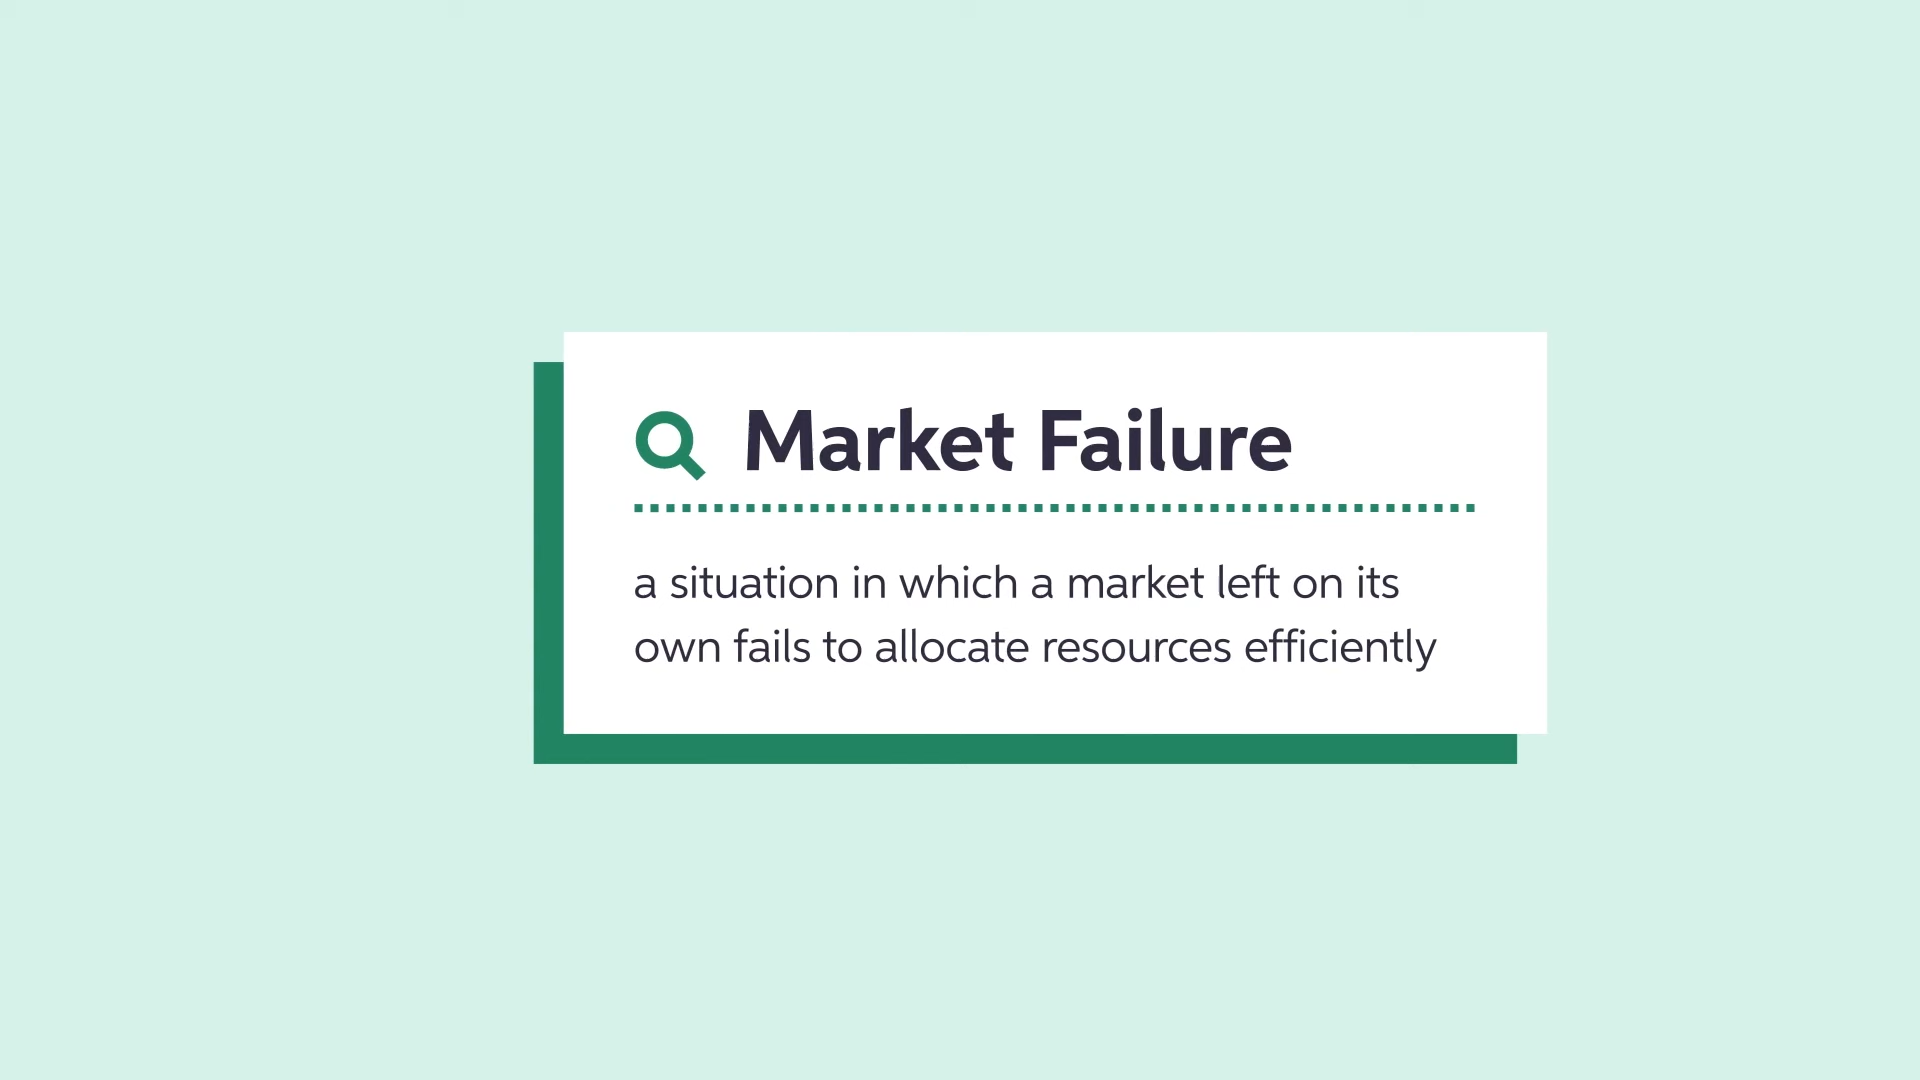 Market Failure
a situation in which a market left on its
own fails to allocate resources efficiently